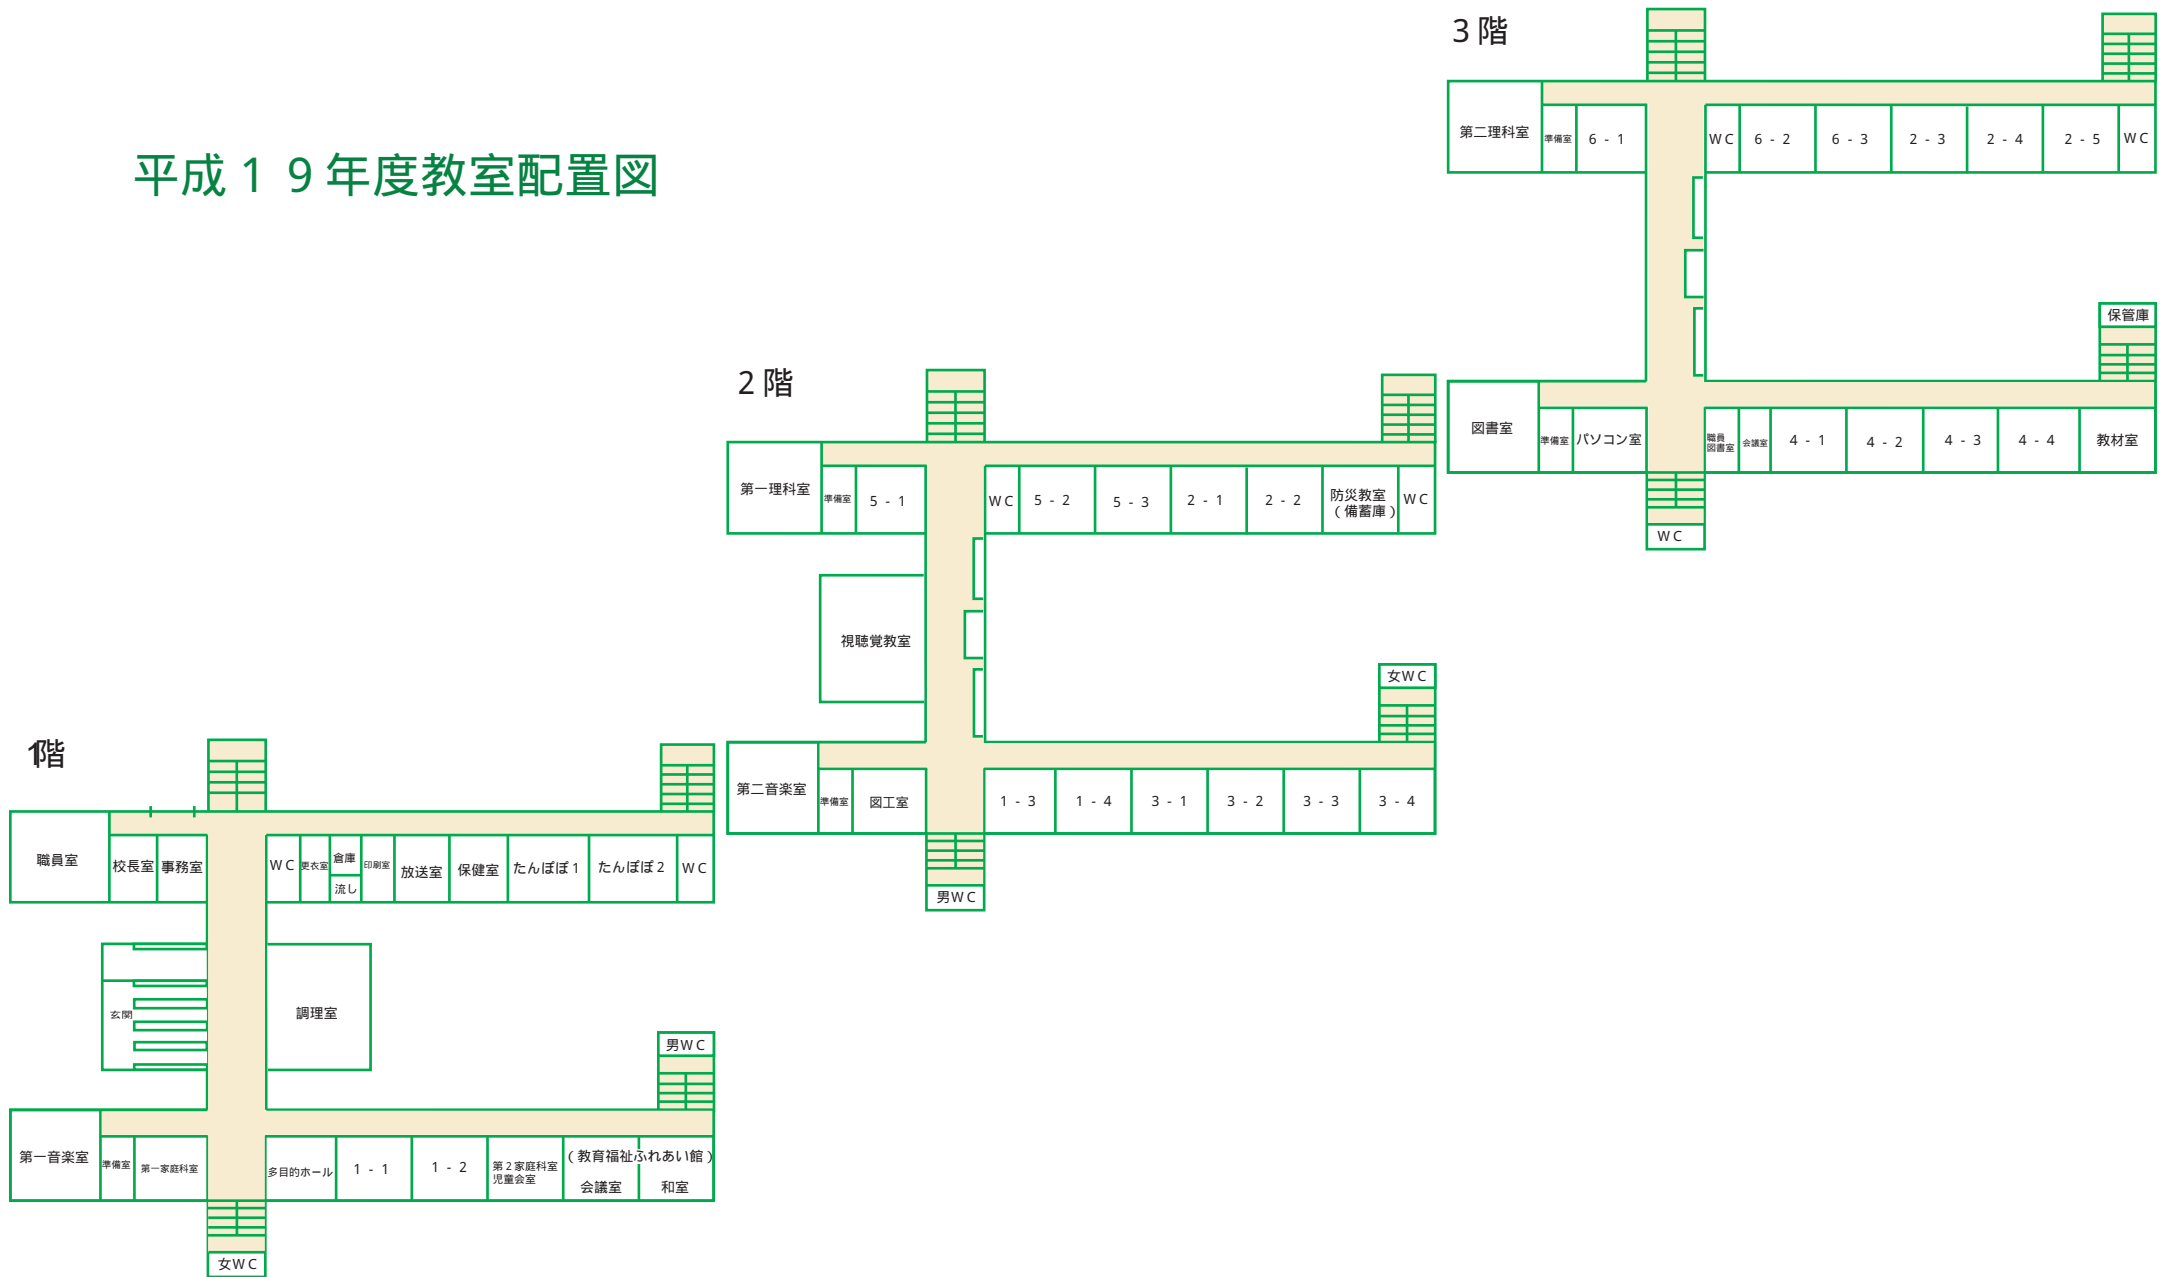 平成１９年度教室配置図
３階
第二理科室
準備室
６-１
ＷＣ
６-２
６-３
２-３
２-４
２-５
ＷＣ
保管庫
図書室
準備室
パソコン室
職員
図書室
会議室
４-１
４-２
４-３
４-４
教材室
ＷＣ
２階
第一理科室
準備室
５-１
ＷＣ
５-２
５-３
２-１
２-２
防災教室
（備蓄庫）
ＷＣ
視聴覚教室
女ＷＣ
第二音楽室
準備室
図工室
１-３
１-４
３-１
３-２
３-３
３-４
男ＷＣ
1階
職員室
校長室
事務室
ＷＣ
更衣室
倉庫
流し
印刷室
放送室
保健室
たんぽぽ１
たんぽぽ２
ＷＣ
玄関
調理室
男ＷＣ
第一音楽室
準備室
第一家庭科室
多目的ホール
１-１
１-２
第２家庭科室
児童会室
（教育福祉ふれあい館）
会議室
和室
女ＷＣ